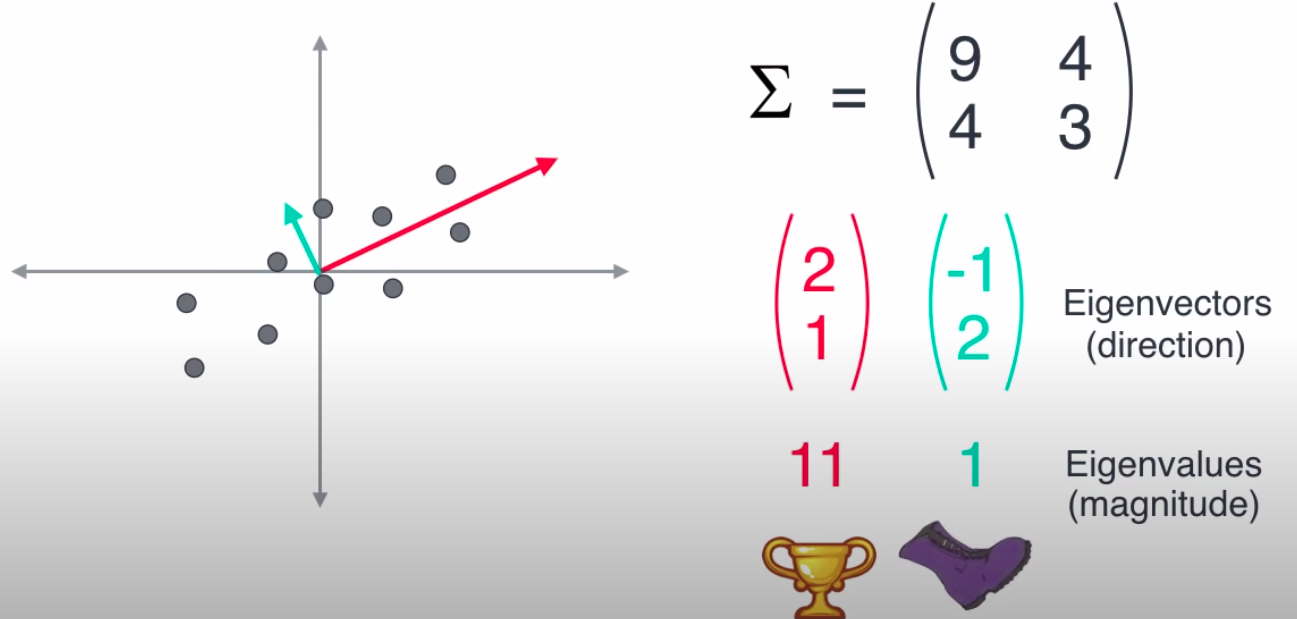 Σ = ( 9 4
4 3 )
( 2
1 )
( -1
2 )
Eigenvectors
(direction)
11 1
Eigenvalues
(magnitude)